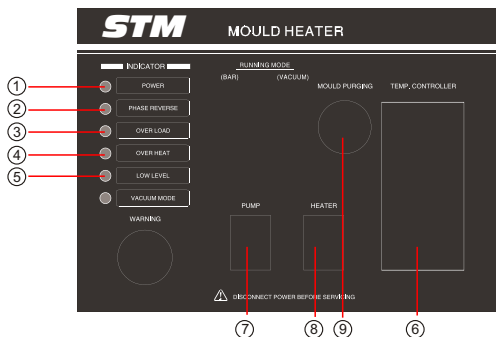 STM MOULD HEATER
INDICATOR
RUNNING MODE
(BAR) (VACUUM)
MOULD PURGING
TEMP. CONTROLLER
① POWER
② PHASE REVERSE
③ OVER LOAD
④ OVER HEAT
⑤ LOW LEVEL
VACUUM MODE
WARNING
PUMP
HEATER
DISCONNECT POWER BEFORE SERVICING
⑦ ⑧ ⑨ ⑥